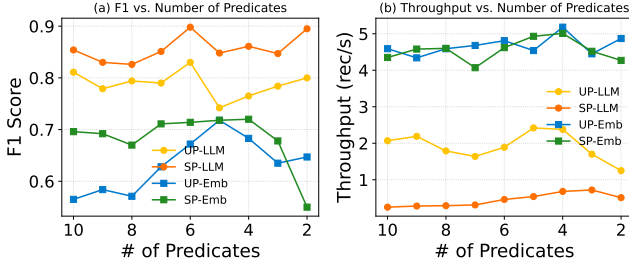 (a) F1 vs. Number of Predicates
F1 Score
0.9
0.8
0.7
0.6
UP-LLM
SP-LLM
UP-Emb
SP-Emb
10 8 6 4 2
# of Predicates
(b) Throughput vs. Number of Predicates
Throughput (rec/s)
5
4
3
2
1
UP-LLM
SP-LLM
UP-Emb
SP-Emb
10 8 6 4 2
# of Predicates